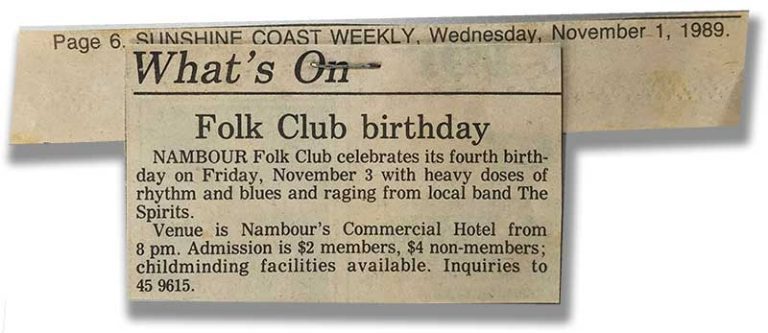 Page 6. SUNSHINE COAST WEEKLY, Wednesday, November 1, 1989.
What's On
Folk Club birthday
NAMBOUR Folk Club celebrates its fourth birth-
day on Friday, November 3 with heavy doses of
rhythm and blues and raging from local band The
Spirits.
Venue is Nambour's Commercial Hotel from
8 pm. Admission is $2 members, $4 non-members;
childminding facilities available. Inquiries to
45 9615.